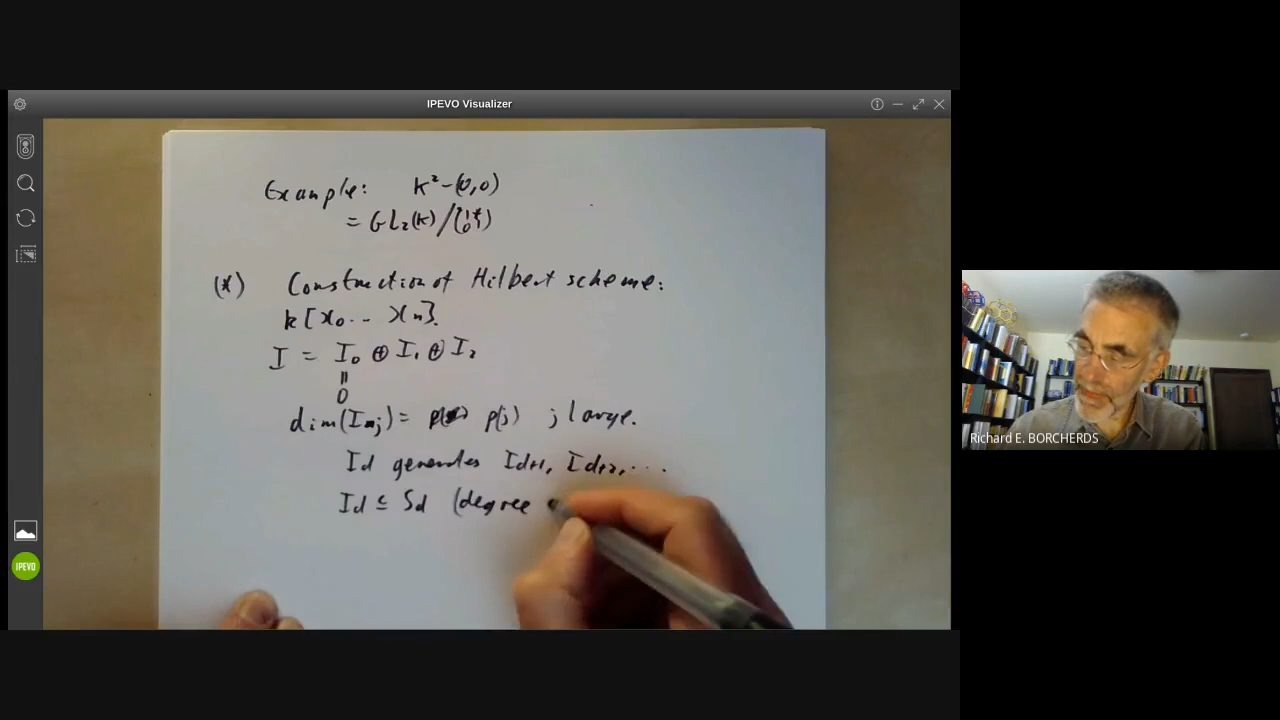 IPEVO Visualizer
Example: k²-(0,0)
= GL₂(k)/(1 * 0 1)
(*) Construction of Hilbert scheme:
k[x₀... xₙ].
I = I₀ ⊕ I₁ ⊕ I₂
=
0
dim(Iⱼ) = p(j) j large.
Id generates Id+1, Id+2, ...
Id ⊆ Sd (degree
IPEVO
Richard E. BORCHERDS